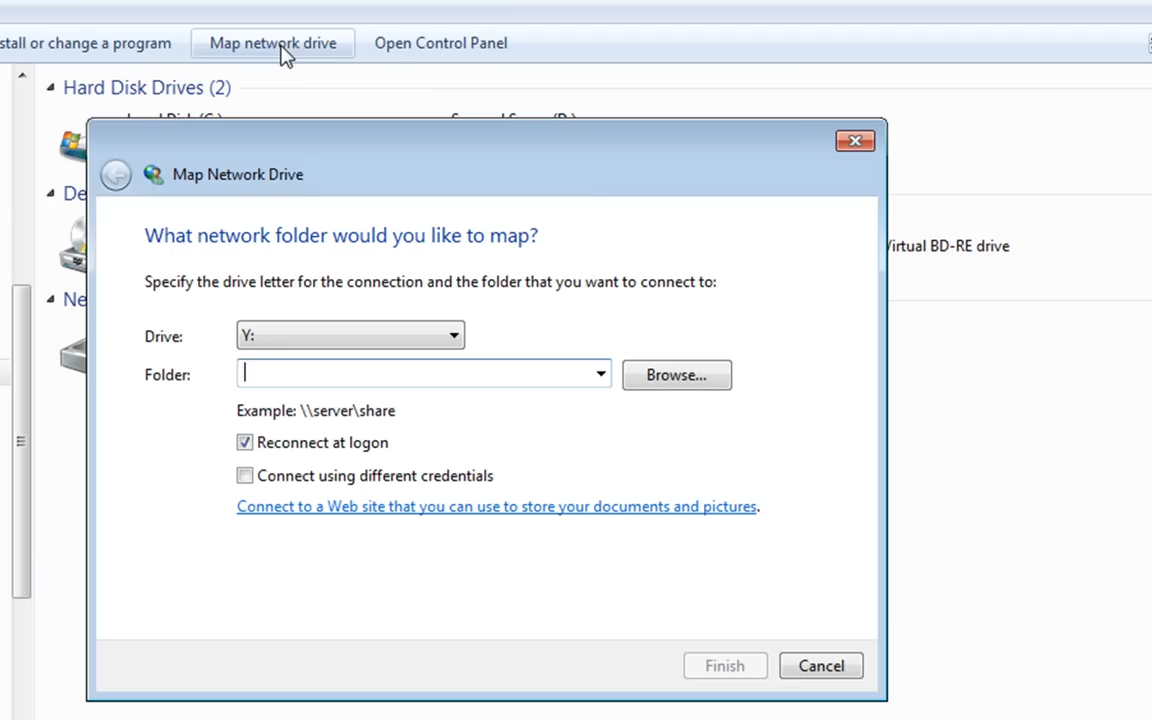 stall or change a program Map network drive Open Control Panel
Hard Disk Drives (2)
Map Network Drive
De
What network folder would you like to map?
Virtual BD-RE drive
Specify the drive letter for the connection and the folder that you want to connect to:
Ne
Drive: Y:
Folder: Browse...
Example: \\server\share
Reconnect at logon
Connect using different credentials
Connect to a Web site that you can use to store your documents and pictures.
Finish Cancel